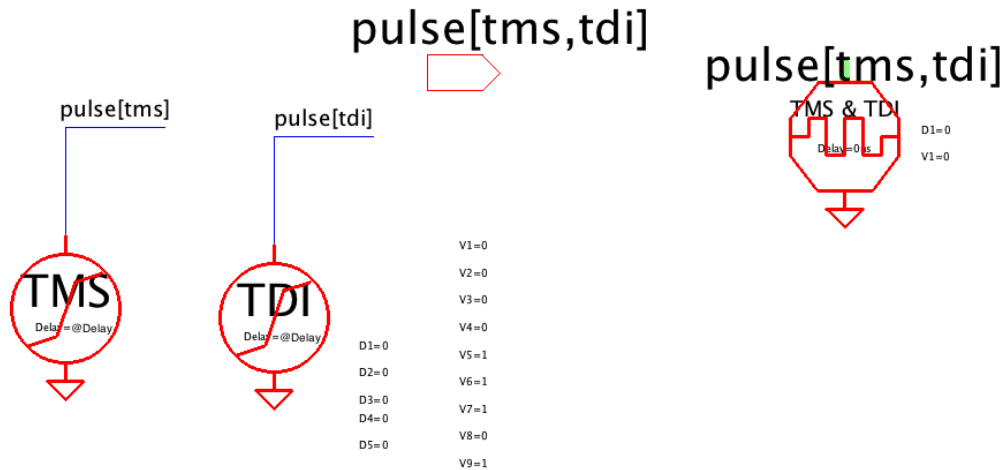 pulse[tms,tdi]
pulse[tms,tdi]
pulse[tms]
pulse[tdi]
TMS & TDI
Delay=0ns
D1=0
V1=0
TMS
Delay=@Delay
TDI
Delay=@Delay
D1=0
D2=0
D3=0
D4=0
D5=0
V1=0
V2=0
V3=0
V4=0
V5=1
V6=1
V7=1
V8=0
V9=1